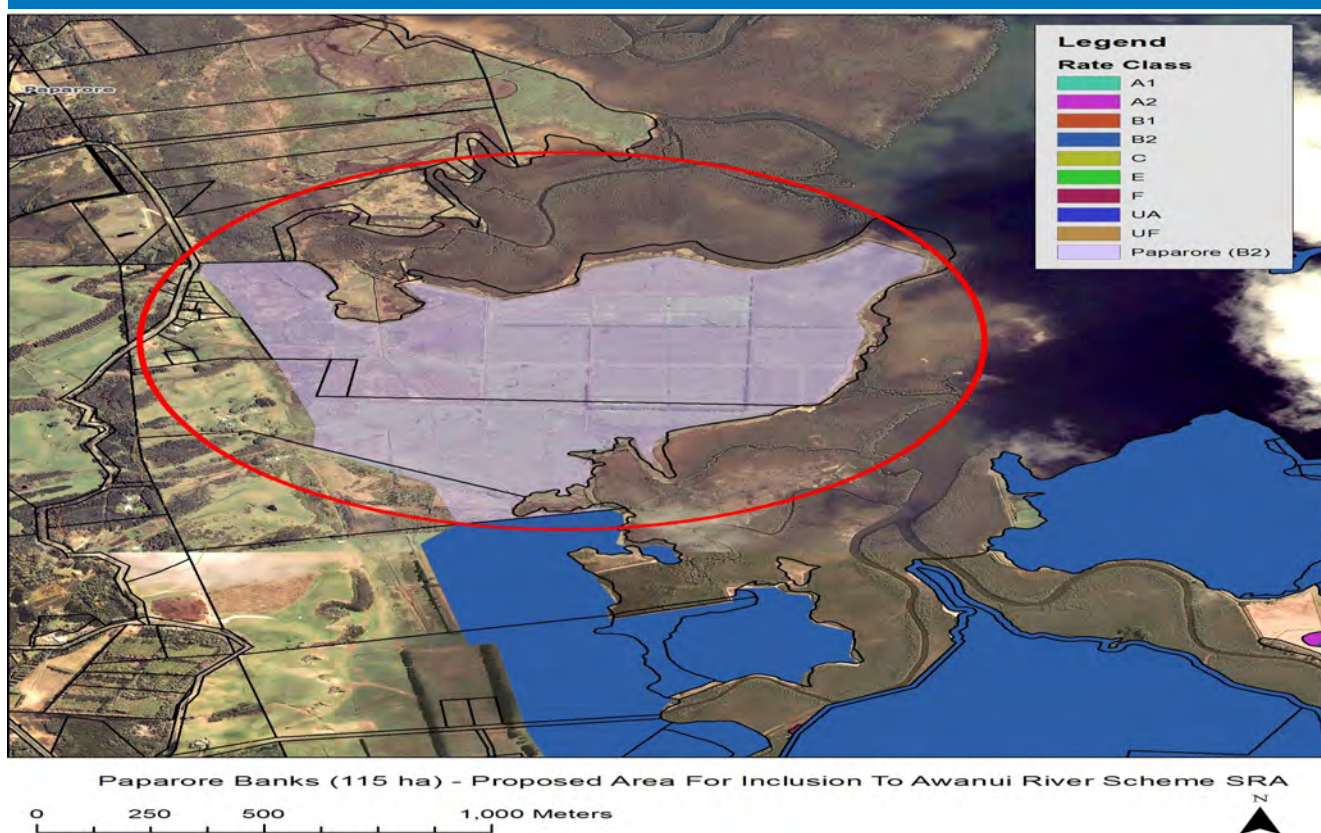 Paparore
Legend
Rate Class
A1
A2
B1
B2
C
E
F
UA
UF
Paparore (B2)
Paparore Banks (115 ha) - Proposed Area For Inclusion To Awanui River Scheme SRA
0 250 500 1,000 Meters
N